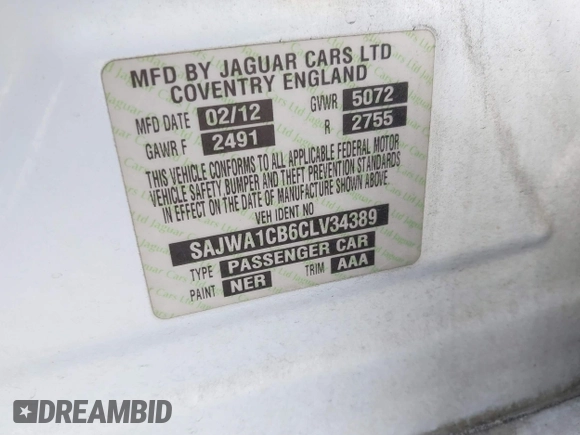 MFD BY JAGUAR CARS LTD
COVENTRY ENGLAND
MFD DATE 02/12 GVWR 5072
GAWR F 2491 R 2755
THIS VEHICLE CONFORMS TO ALL APPLICABLE FEDERAL MOTOR
VEHICLE SAFETY BUMPER AND THEFT PREVENTION STANDARDS
IN EFFECT ON THE DATE OF MANUFACTURE SHOWN ABOVE.
VEH IDENT NO
SAJWA1CB6CLV34389
TYPE PASSENGER CAR
PAINT NER TRIM AAA
DREAMBID